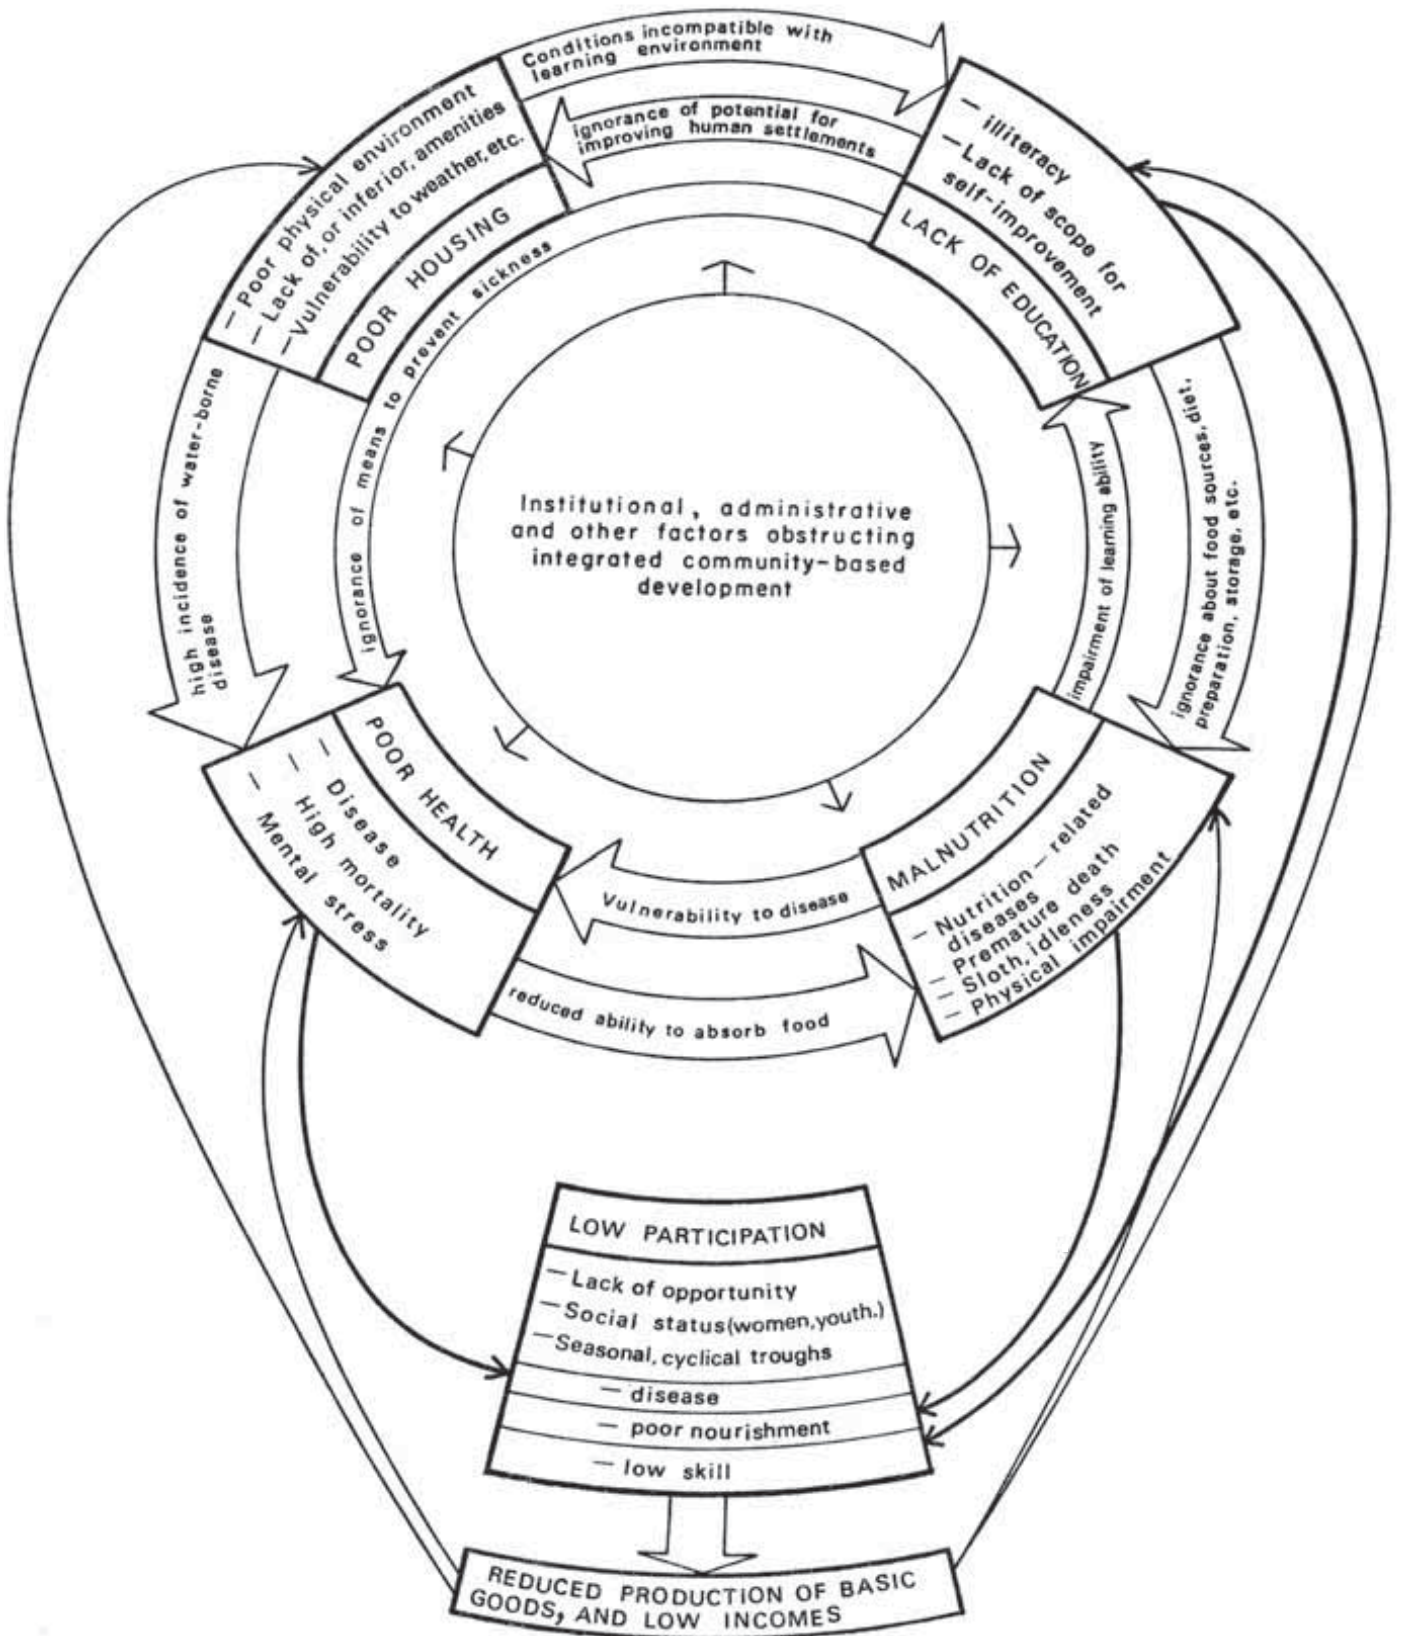 Conditions incompatible with
learning environment
ignorance of potential for
improving human settlements
— Poor physical environment
— Lack of, or inferior, amenities
— Vulnerability to weather, etc.
POOR HOUSING
— illiteracy
— Lack of scope for
self-improvement
LACK OF EDUCATION
ignorance of means to prevent sickness
high incidence of water-borne
disease
Institutional, administrative
and other factors obstructing
integrated community-based
development
impairment of learning ability
ignorance about food sources, diet,
preparation, storage, etc.
POOR HEALTH
— Disease
— High mortality
— Mental stress
MALNUTRITION
— Nutrition — related
diseases
— Premature death
— Sloth, idleness
— Physical impairment
Vulnerability to disease
reduced ability to absorb food
LOW PARTICIPATION
— Lack of opportunity
— Social status (women, youth.)
— Seasonal, cyclical troughs
— disease
— poor nourishment
— low skill
REDUCED PRODUCTION OF BASIC
GOODS, AND LOW INCOMES